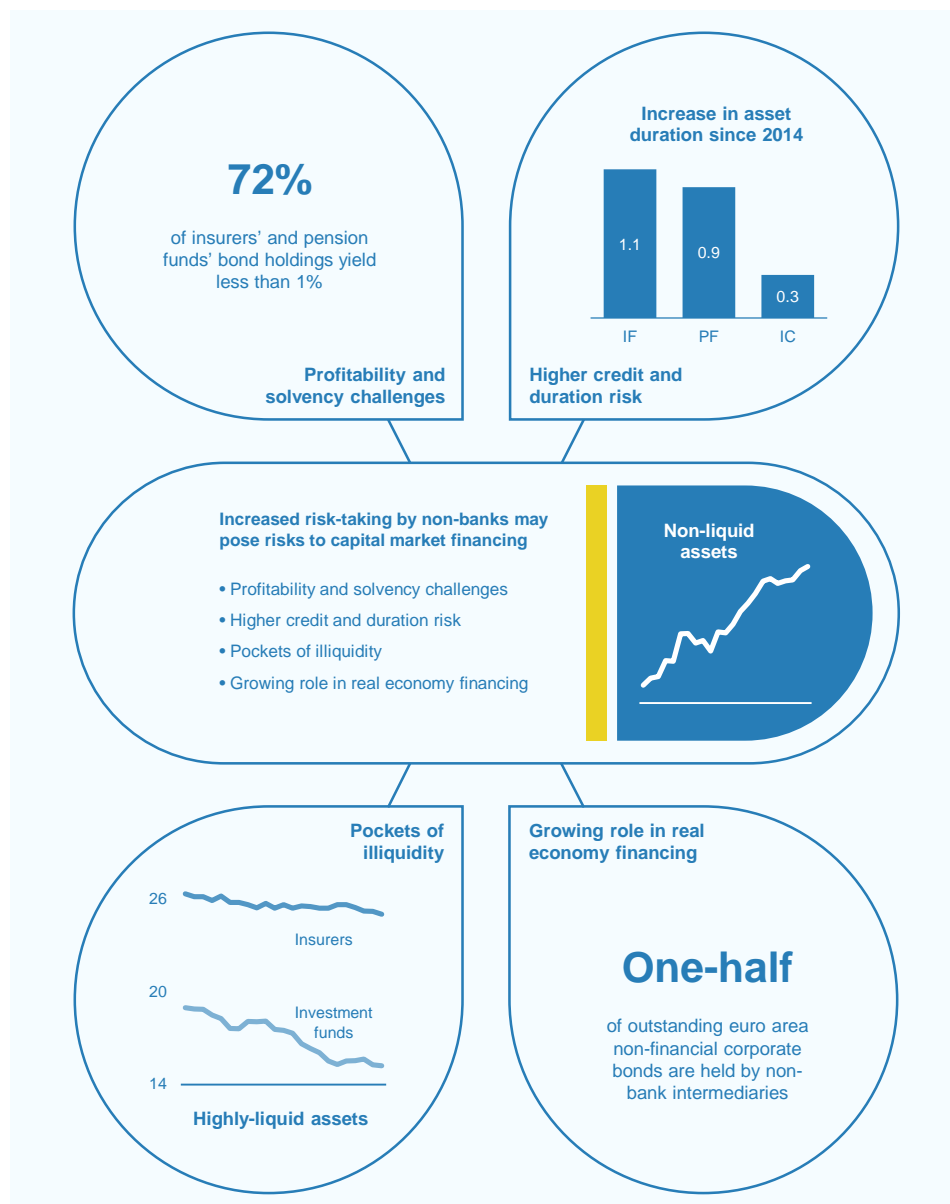 72%
of insurers' and pension
funds' bond holdings yield
less than 1%
Profitability and
solvency challenges
Increase in asset
duration since 2014
1.1
0.9
0.3
IF
PF
IC
Higher credit and
duration risk
Increased risk-taking by non-banks may
pose risks to capital market financing
• Profitability and solvency challenges
• Higher credit and duration risk
• Pockets of illiquidity
• Growing role in real economy financing
Non-liquid
assets
Pockets of
illiquidity
26
Insurers
20
Investment
funds
14
Highly-liquid assets
Growing role in real
economy financing
One-half
of outstanding euro area
non-financial corporate
bonds are held by non-
bank intermediaries